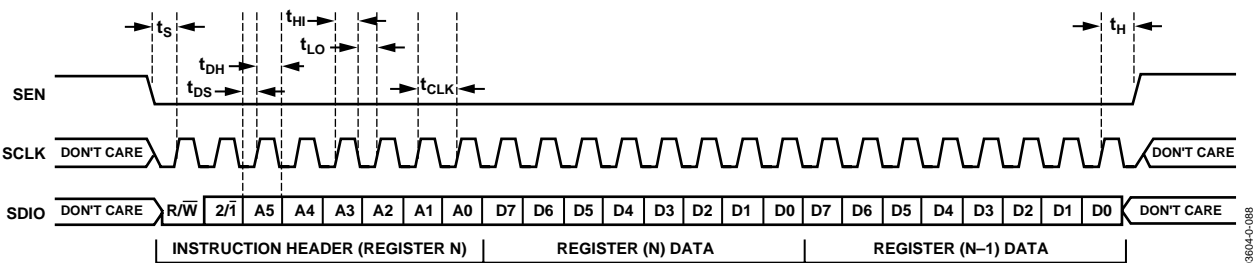 tS
tHI
tH
tLO
tDH
tDS
tCLK
SEN
SCLK DON'T CARE DON'T CARE
SDIO DON'T CARE R/W̅ 2/1̅ A5 A4 A3 A2 A1 A0 D7 D6 D5 D4 D3 D2 D1 D0 D7 D6 D5 D4 D3 D2 D1 D0 DON'T CARE
INSTRUCTION HEADER (REGISTER N) REGISTER (N) DATA REGISTER (N–1) DATA
3604-0-088